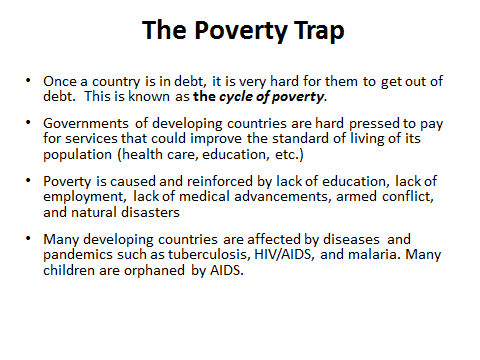 The Poverty Trap
• Once a country is in debt, it is very hard for them to get out of
debt.  This is known as the cycle of poverty.
• Governments of developing countries are hard pressed to pay
for services that could improve the standard of living of its
population (health care, education, etc.)
• Poverty is caused and reinforced by lack of education, lack of
employment, lack of medical advancements, armed conflict,
and natural disasters
• Many developing countries are affected by diseases  and
pandemics such as tuberculosis, HIV/AIDS, and malaria. Many
children are orphaned by AIDS.